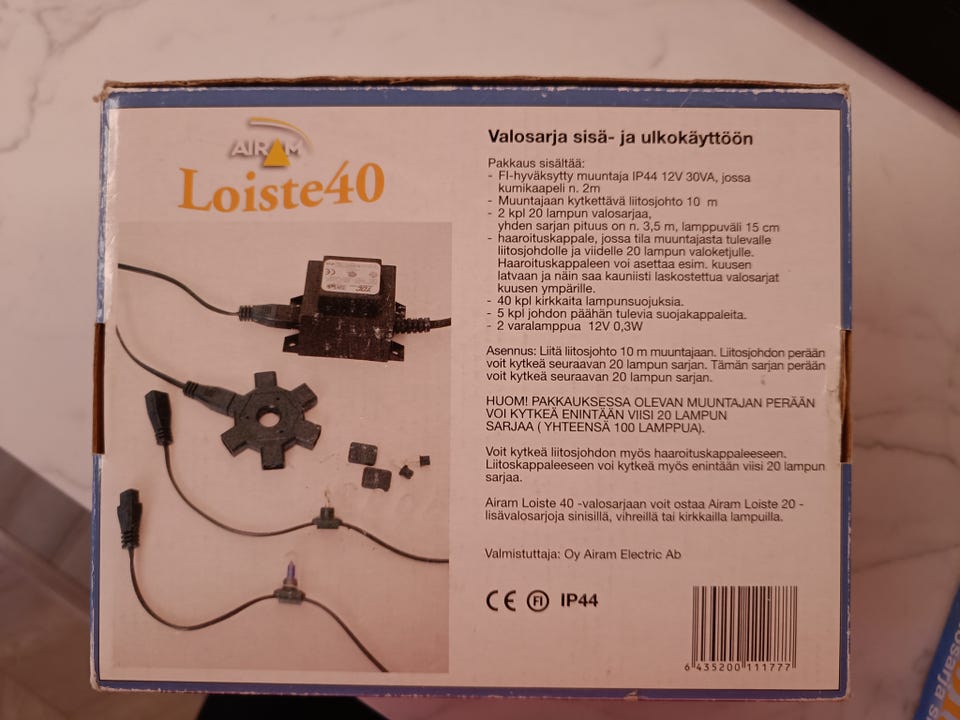 AIRAM
Loiste40
Valosarja sisä- ja ulkokäyttöön
Pakkaus sisältää:
- FI-hyväksytty muuntaja IP44 12V 30VA, jossa
kumikaapeli n. 2m
- Muuntajaan kytkettävä liitosjohto 10 m
- 2 kpl 20 lampun valosarjaa,
yhden sarjan pituus on n. 3,5 m, lamppuväli 15 cm
- haaroituskappale, jossa tila muuntajasta tulevalle
liitosjohdolle ja viidelle 20 lampun valoketjulle.
Haaroituskappaleen voi asettaa esim. kuusen
latvaan ja näin saa kauniisti laskostettua valosarjat
kuusen ympärille.
- 40 kpl kirkkaita lampunsuojuksia.
- 5 kpl johdon päähän tulevia suojakappaleita.
- 2 varalamppua 12V 0,3W
Asennus: Liitä liitosjohto 10 m muuntajaan. Liitosjohdon perään
voit kytkeä seuraavan 20 lampun sarjan. Tämän sarjan perään
voit kytkeä seuraavan 20 lampun sarjan.
HUOM! PAKKAUKSESSA OLEVAN MUUNTAJAN PERÄÄN
VOI KYTKEÄ ENINTÄÄN VIISI 20 LAMPUN
SARJAA ( YHTEENSÄ 100 LAMPPUA).
Voit kytkeä liitosjohdon myös haaroituskappaleeseen.
Liitoskappaleeseen voi kytkeä myös enintään viisi 20 lampun
sarjaa.
Airam Loiste 40 -valosarjaan voit ostaa Airam Loiste 20 -
lisävalosarjoja sinisillä, vihreillä tai kirkkailla lampuilla.
Valmistuttaja: Oy Airam Electric Ab
CE FI IP44
6 435200 111777